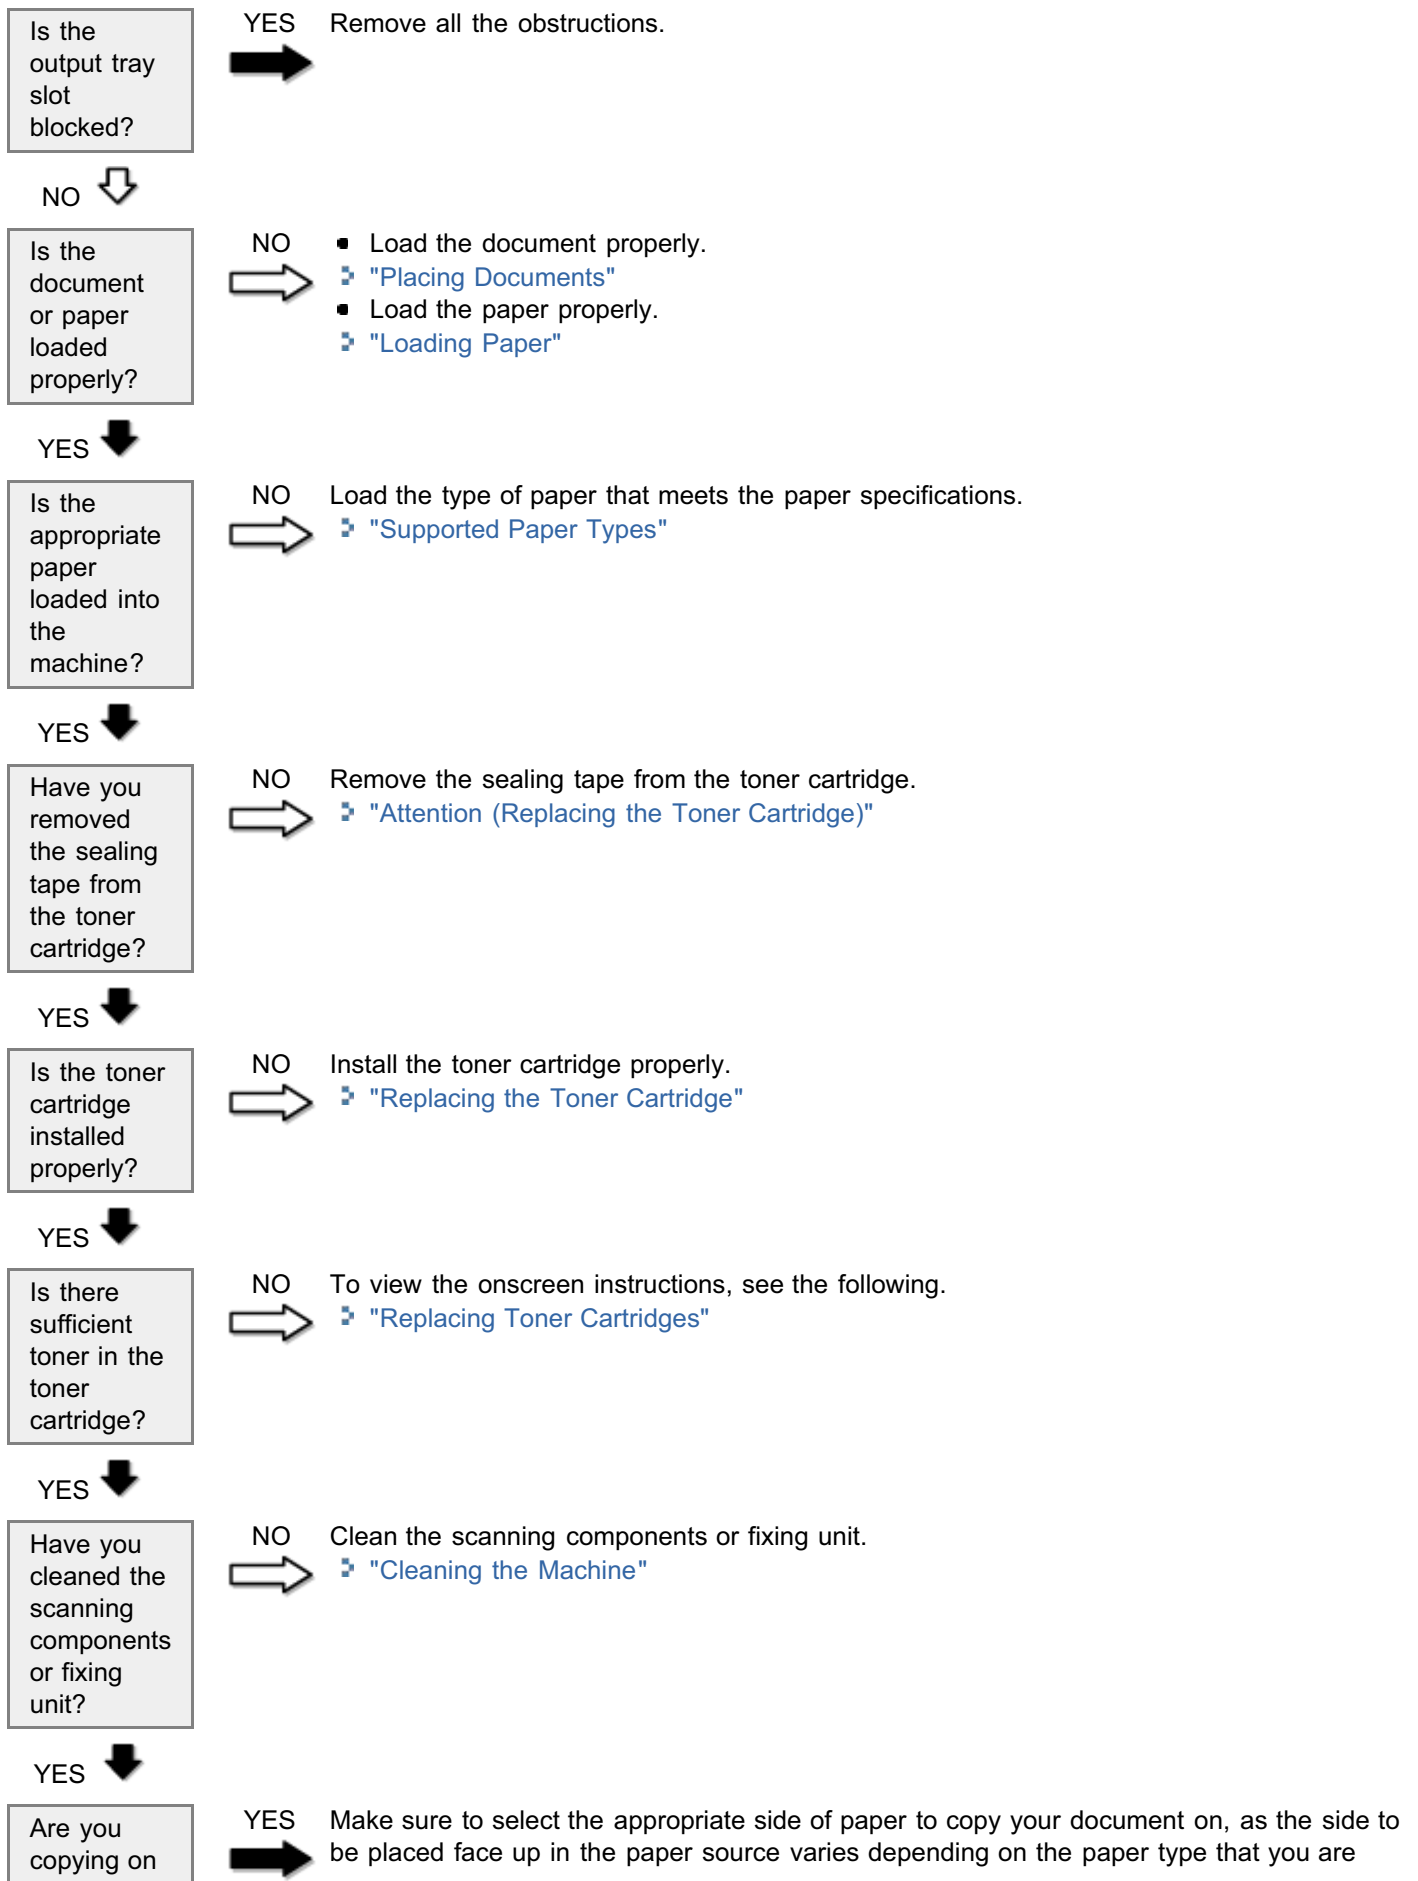 Is the
output tray
slot
blocked?
YES
Remove all the obstructions.
NO
Is the
document
or paper
loaded
properly?
NO
Load the document properly.
"Placing Documents"
Load the paper properly.
"Loading Paper"
YES
Is the
appropriate
paper
loaded into
the
machine?
NO
Load the type of paper that meets the paper specifications.
"Supported Paper Types"
YES
Have you
removed
the sealing
tape from
the toner
cartridge?
NO
Remove the sealing tape from the toner cartridge.
"Attention (Replacing the Toner Cartridge)"
YES
Is the toner
cartridge
installed
properly?
NO
Install the toner cartridge properly.
"Replacing the Toner Cartridge"
YES
Is there
sufficient
toner in the
toner
cartridge?
NO
To view the onscreen instructions, see the following.
"Replacing Toner Cartridges"
YES
Have you
cleaned the
scanning
components
or fixing
unit?
NO
Clean the scanning components or fixing unit.
"Cleaning the Machine"
YES
Are you
copying on
YES
Make sure to select the appropriate side of paper to copy your document on, as the side to
be placed face up in the paper source varies depending on the paper type that you are